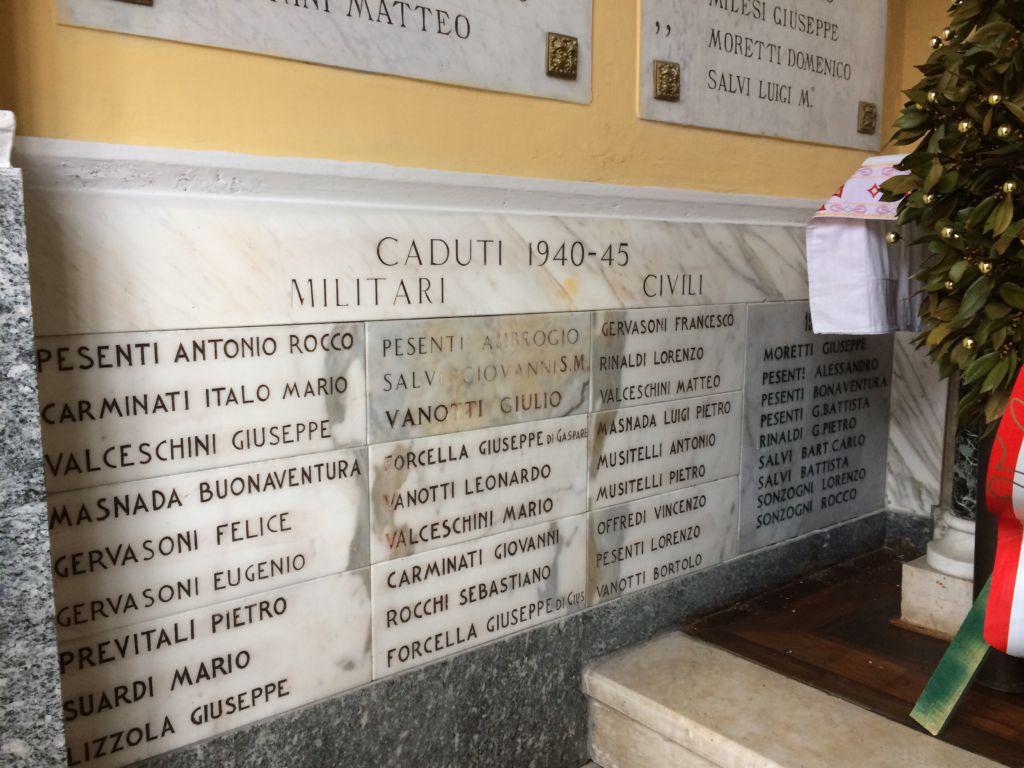 MATTEO
MILESI GIUSEPPE
,, MORETTI DOMENICO
SALVI LUIGI M.
CADUTI 1940-45
MILITARI
CIVILI
PESENTI ANTONIO ROCCO
CARMINATI ITALO MARIO
VALCESCHINI GIUSEPPE
MASNADA BUONAVENTURA
GERVASONI FELICE
GERVASONI EUGENIO
PREVITALI PIETRO
SUARDI MARIO
LIZZOLA GIUSEPPE
PESENTI AMBROGIO
SALVI GIOVANNI S.M.
VANOTTI GIULIO
FORCELLA GIUSEPPE DI GASPARE
VANOTTI LEONARDO
VALCESCHINI MARIO
CARMINATI GIOVANNI
ROCCHI SEBASTIANO
FORCELLA GIUSEPPE DI GIUS.
GERVASONI FRANCESCO
RINALDI LORENZO
VALCESCHINI MATTEO
MASNADA LUIGI PIETRO
MUSITELLI ANTONIO
MUSITELLI PIETRO
OFFREDI VINCENZO
PESENTI LORENZO
VANOTTI BORTOLO
MORETTI GIUSEPPE
PESENTI ALESSANDRO
PESENTI BONAVENTURA
PESENTI G.BATTISTA
RINALDI G.PIETRO
SALVI BART.CARLO
SALVI BATTISTA
SONZOGNI LORENZO
SONZOGNI ROCCO